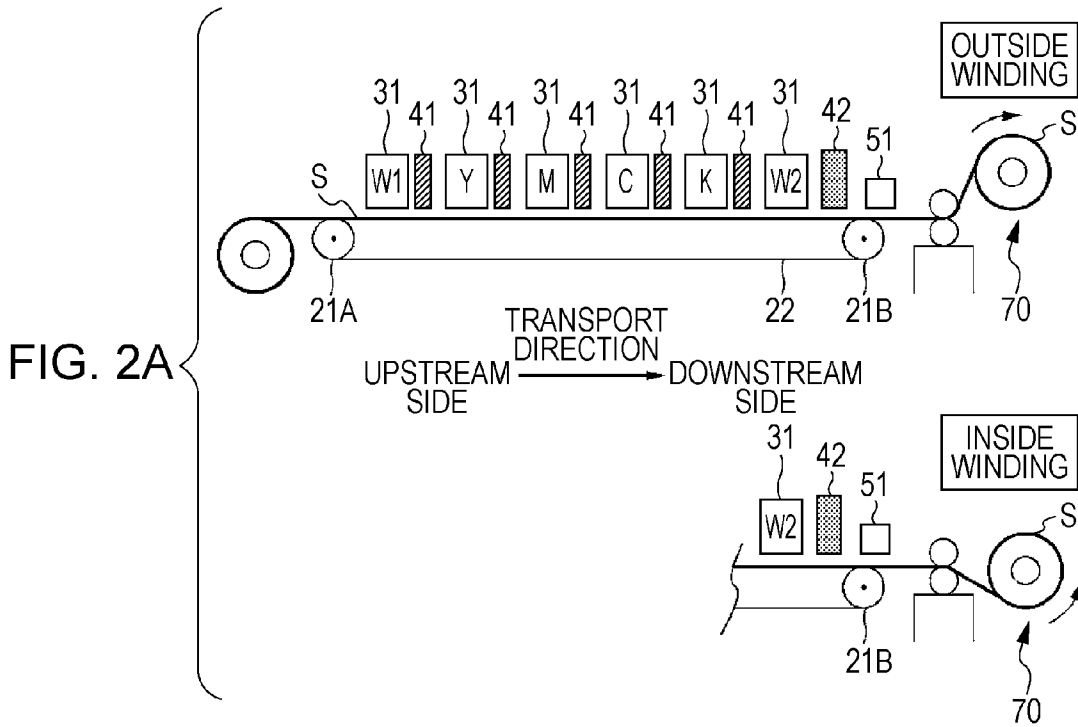 OUTSIDE
WINDING
31 41 31 41 31 41 31 41 31 41 31 42 51 S
W1 Y M C K W2
S
21A 22 21B 70
FIG. 2A
TRANSPORT
DIRECTION
UPSTREAM
SIDE
DOWNSTREAM
SIDE
INSIDE
WINDING
31 42 51 S
W2
21B 70